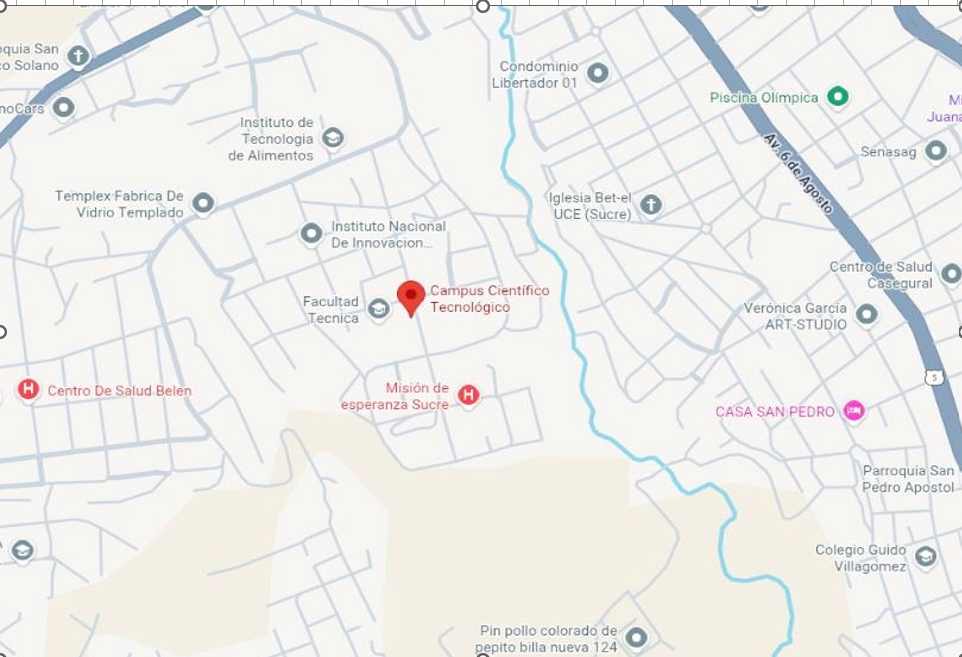 oquia San
co Solano
noCars
Condominio
Libertador 01
Piscina Olímpica
Mi
Juana
Instituto de
Tecnologia
de Alimentos
Av. 6 de Agosto
Senasag
Templex Fabrica De
Vidrio Templado
Iglesia Bet-el
UCE (Sucre)
Instituto Nacional
De Innovacion...
Centro de Salud
Casegural
Campus Científico
Tecnológico
Facultad
Tecnica
Verónica García
ART-STUDIO
5
H
Centro De Salud Belen
Misión de
esperanza Sucre
H
CASA SAN PEDRO
Parroquia San
Pedro Apostol
Colegio Guido
Villagomez
Pin pollo colorado de
pepito billa nueva 124